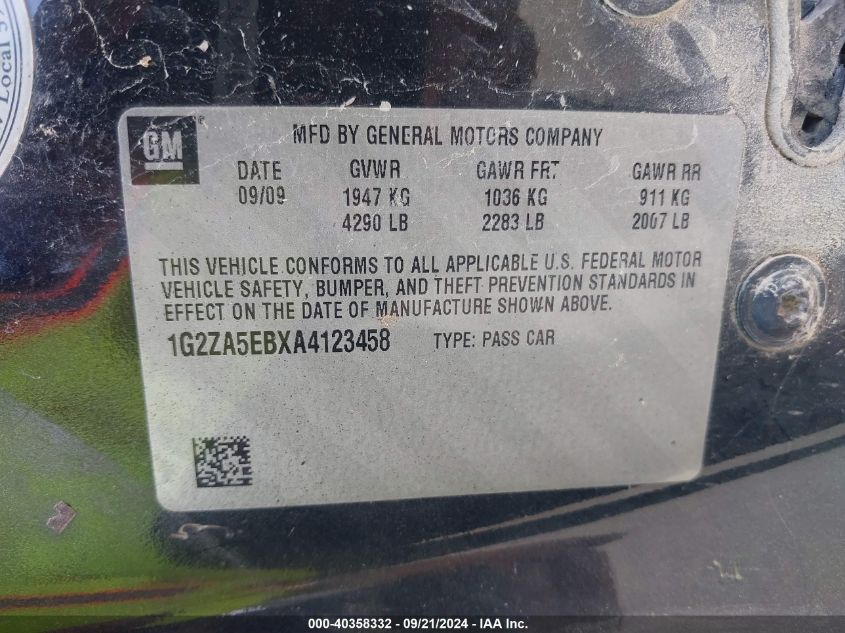 Local 5
GM
MFD BY GENERAL MOTORS COMPANY
DATE GVWR GAWR FRT GAWR RR
09/09 1947 KG 1036 KG 911 KG
4290 LB 2283 LB 2007 LB
THIS VEHICLE CONFORMS TO ALL APPLICABLE U.S. FEDERAL MOTOR
VEHICLE SAFETY, BUMPER, AND THEFT PREVENTION STANDARDS IN
EFFECT ON THE DATE OF MANUFACTURE SHOWN ABOVE.
1G2ZA5EBXA4123458 TYPE: PASS CAR
000-40358332 - 09/21/2024 - IAA Inc.